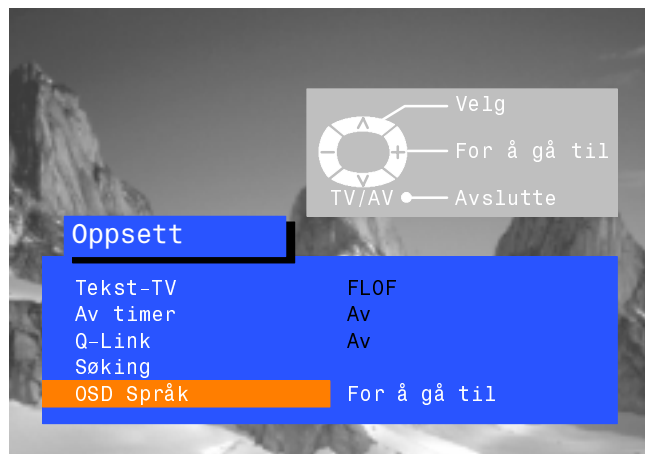 Velg
For å gå til
TV/AV Avslutte
Oppsett
Tekst-TV FLOF
Av timer Av
Q-Link Av
Søking
OSD Språk For å gå til